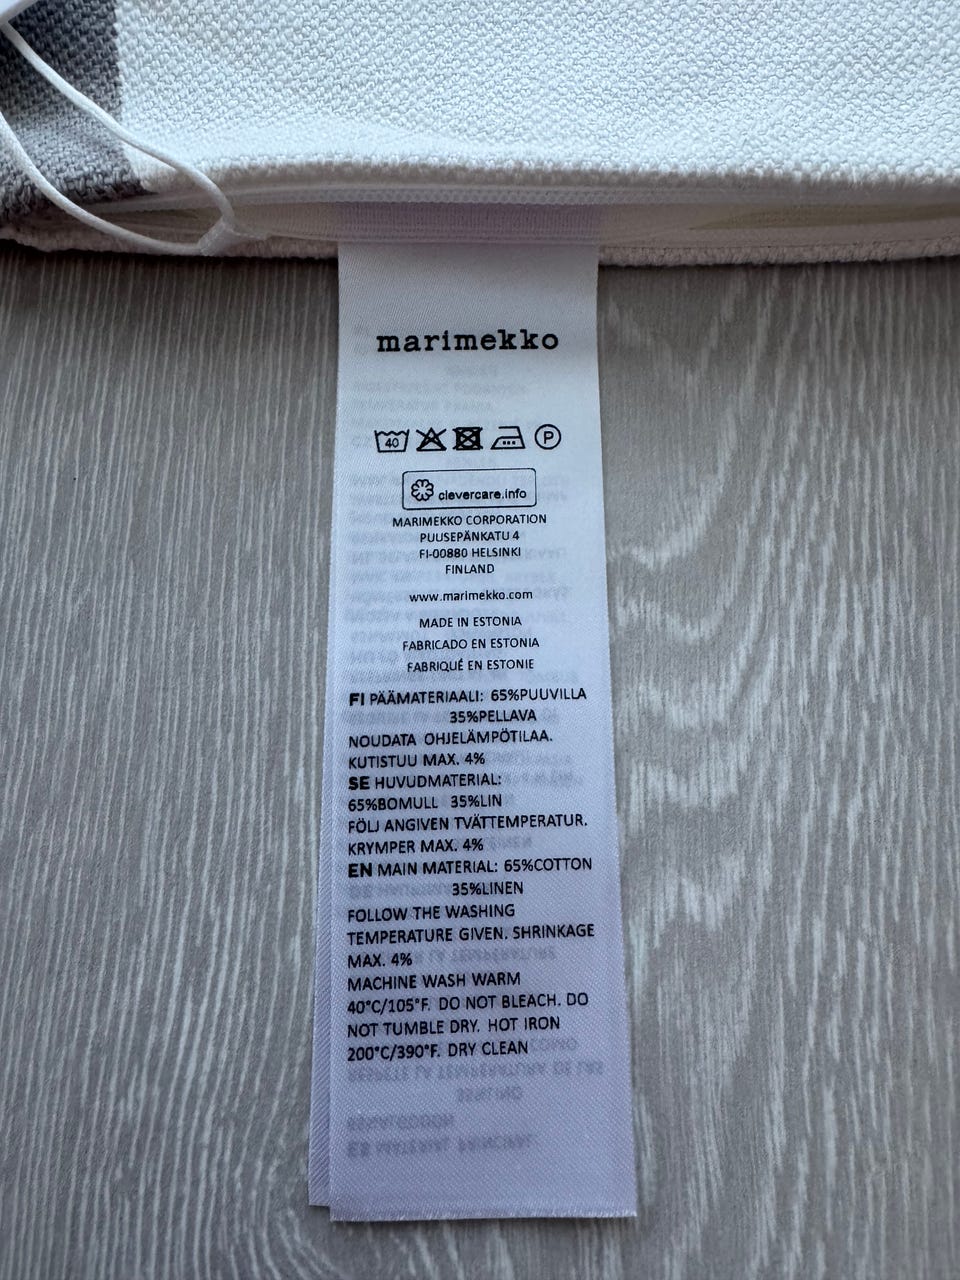 marimekko
40 P
clevercare.info
MARIMEKKO CORPORATION
PUUSEPÄNKATU 4
FI-00880 HELSINKI
FINLAND
www.marimekko.com
MADE IN ESTONIA
FABRICADO EN ESTONIA
FABRIQUÉ EN ESTONIE
FI PÄÄMATERIAALI: 65%PUUVILLA
35%PELLAVA
NOUDATA OHJELÄMPÖTILAA.
KUTISTUU MAX. 4%
SE HUVUDMATERIAL:
65%BOMULL 35%LIN
FÖLJ ANGIVEN TVÄTTEMPERATUR.
KRYMPER MAX. 4%
EN MAIN MATERIAL: 65%COTTON
35%LINEN
FOLLOW THE WASHING
TEMPERATURE GIVEN. SHRINKAGE
MAX. 4%
MACHINE WASH WARM
40°C/105°F. DO NOT BLEACH. DO
NOT TUMBLE DRY. HOT IRON
200°C/390°F. DRY CLEAN